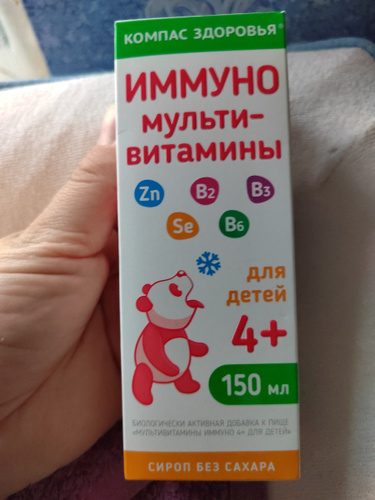 КОМПАС ЗДОРОВЬЯ®
ИММУНО
мульти-
витамины
Zn B2 B3
Se B6
для
детей
4+
150 мл
БИОЛОГИЧЕСКИ АКТИВНАЯ ДОБАВКА К ПИЩЕ
«МУЛЬТИВИТАМИНЫ ИММУНО 4+ ДЛЯ ДЕТЕЙ»
СИРОП БЕЗ САХАРА